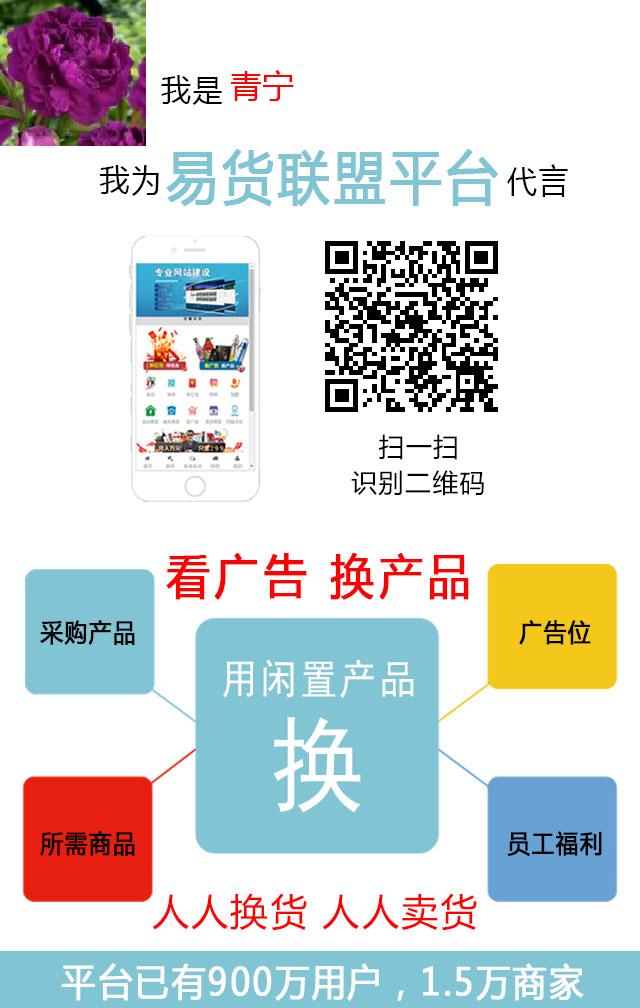 我是 青宁
我为 易货联盟平台 代言
专业网站建设
扫一扫
识别二维码
看广告 换产品
采购产品
广告位
用闲置产品
换
所需商品
员工福利
人人换货 人人卖货
平台已有900万用户，1.5万商家